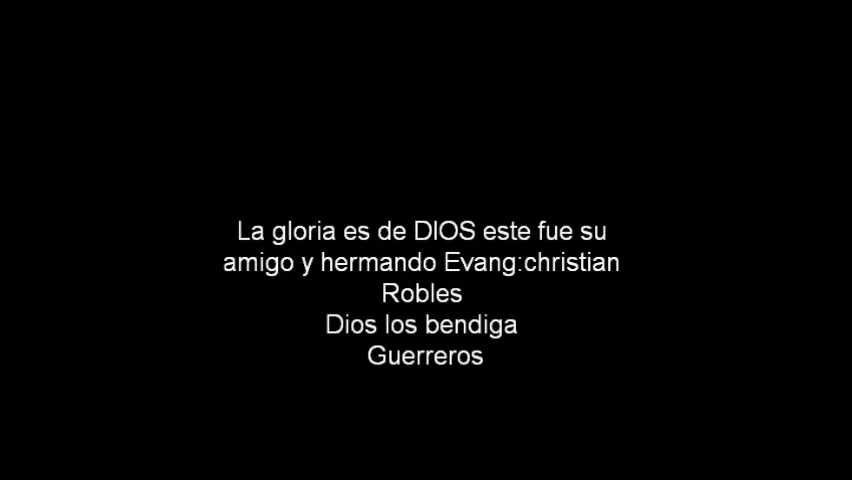 La gloria es de DIOS este fue su
amigo y hermando Evang:christian
Robles
Dios los bendiga
Guerreros